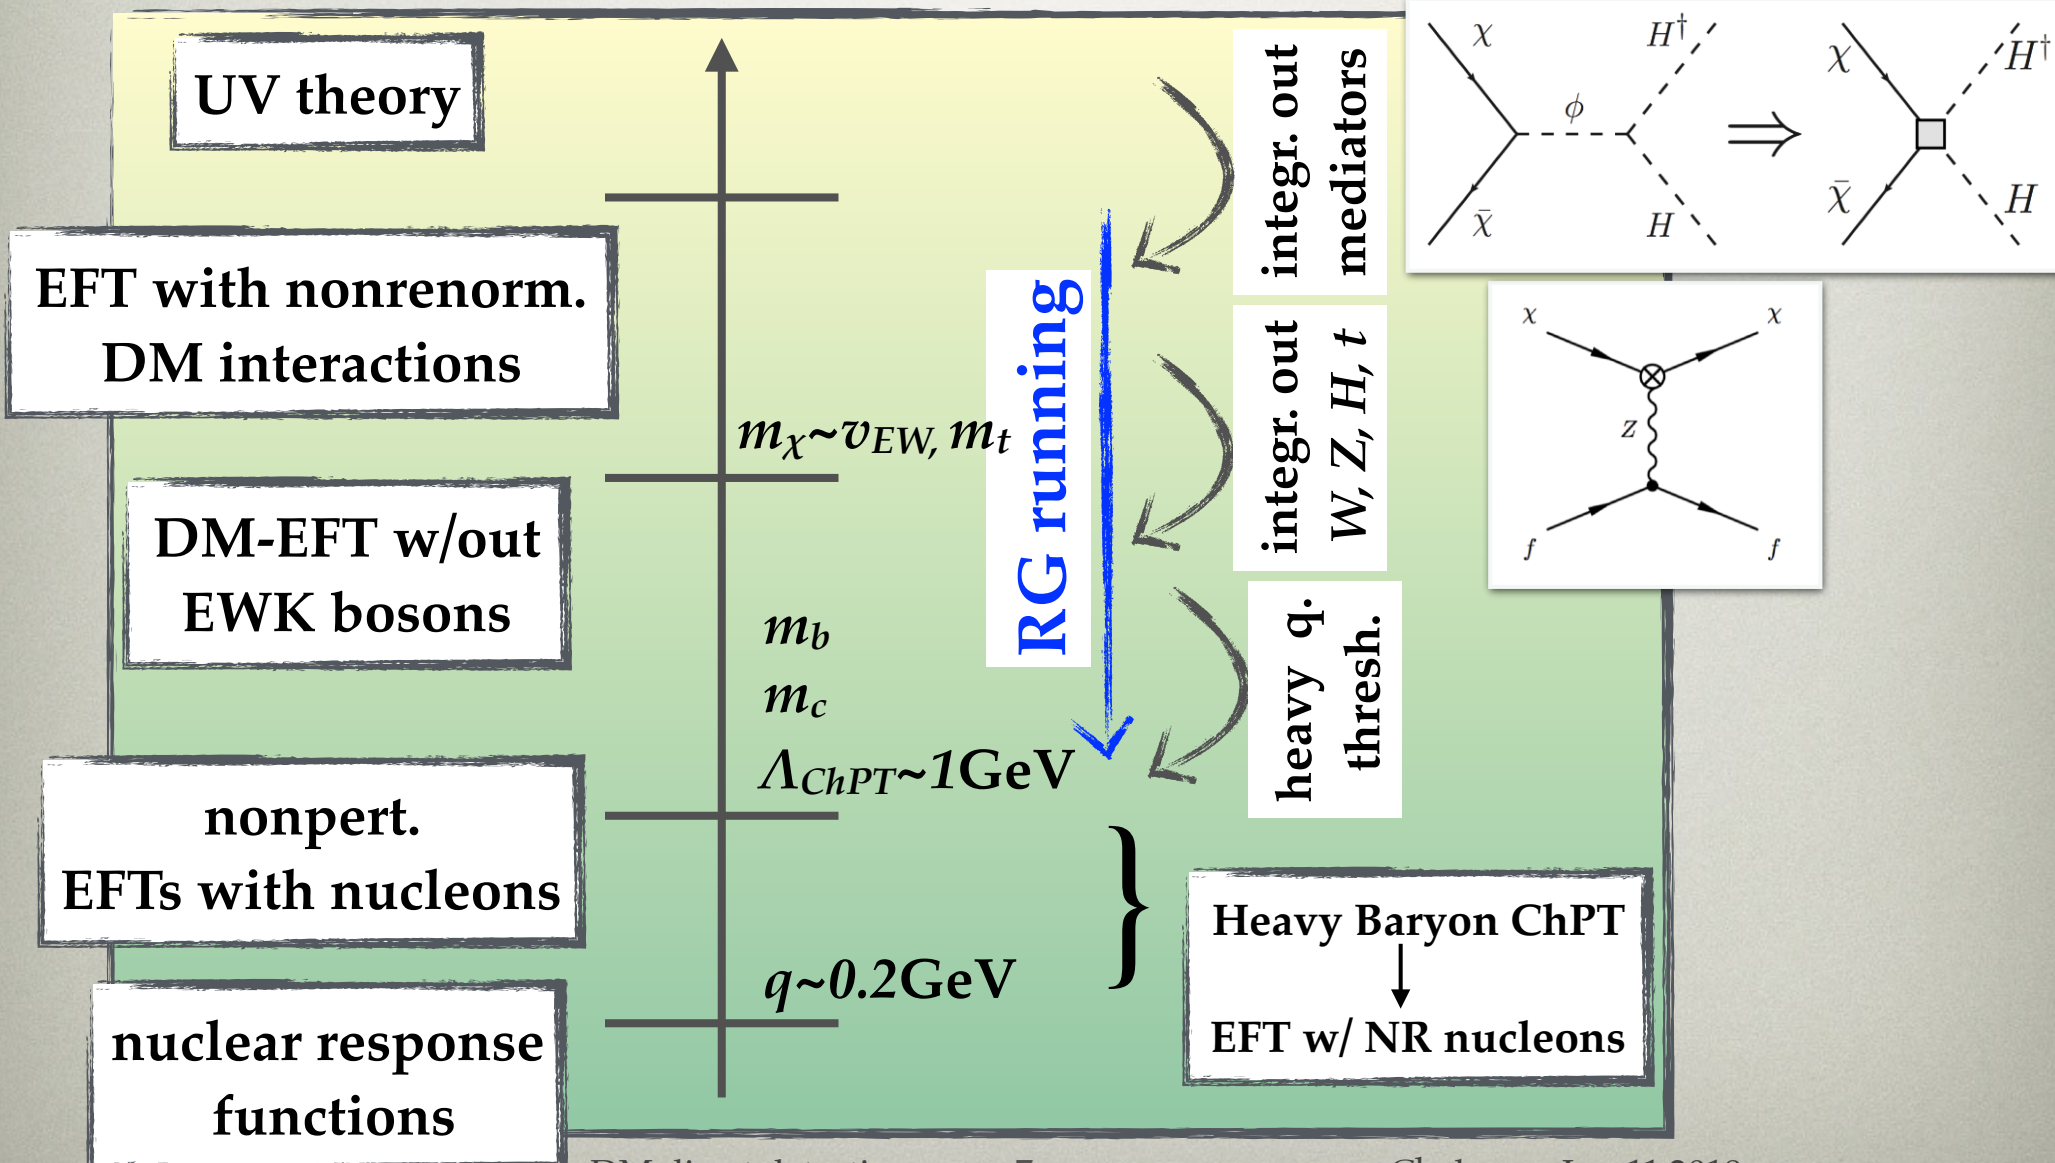 UV theory
EFT with nonrenorm.
DM interactions
DM-EFT w/out
EWK bosons
nonpert.
EFTs with nucleons
nuclear response
functions
mχ~vEW, mt
mb
mc
ΛChPT~1GeV
q~0.2GeV
RG running
integr. out
mediators
integr. out
W, Z, H, t
heavy q.
thresh.
χ
χ̄
ϕ
H†
H
⇒
χ
χ̄
H†
H
χ
χ
Z
f
f
}
Heavy Baryon ChPT
EFT w/ NR nucleons